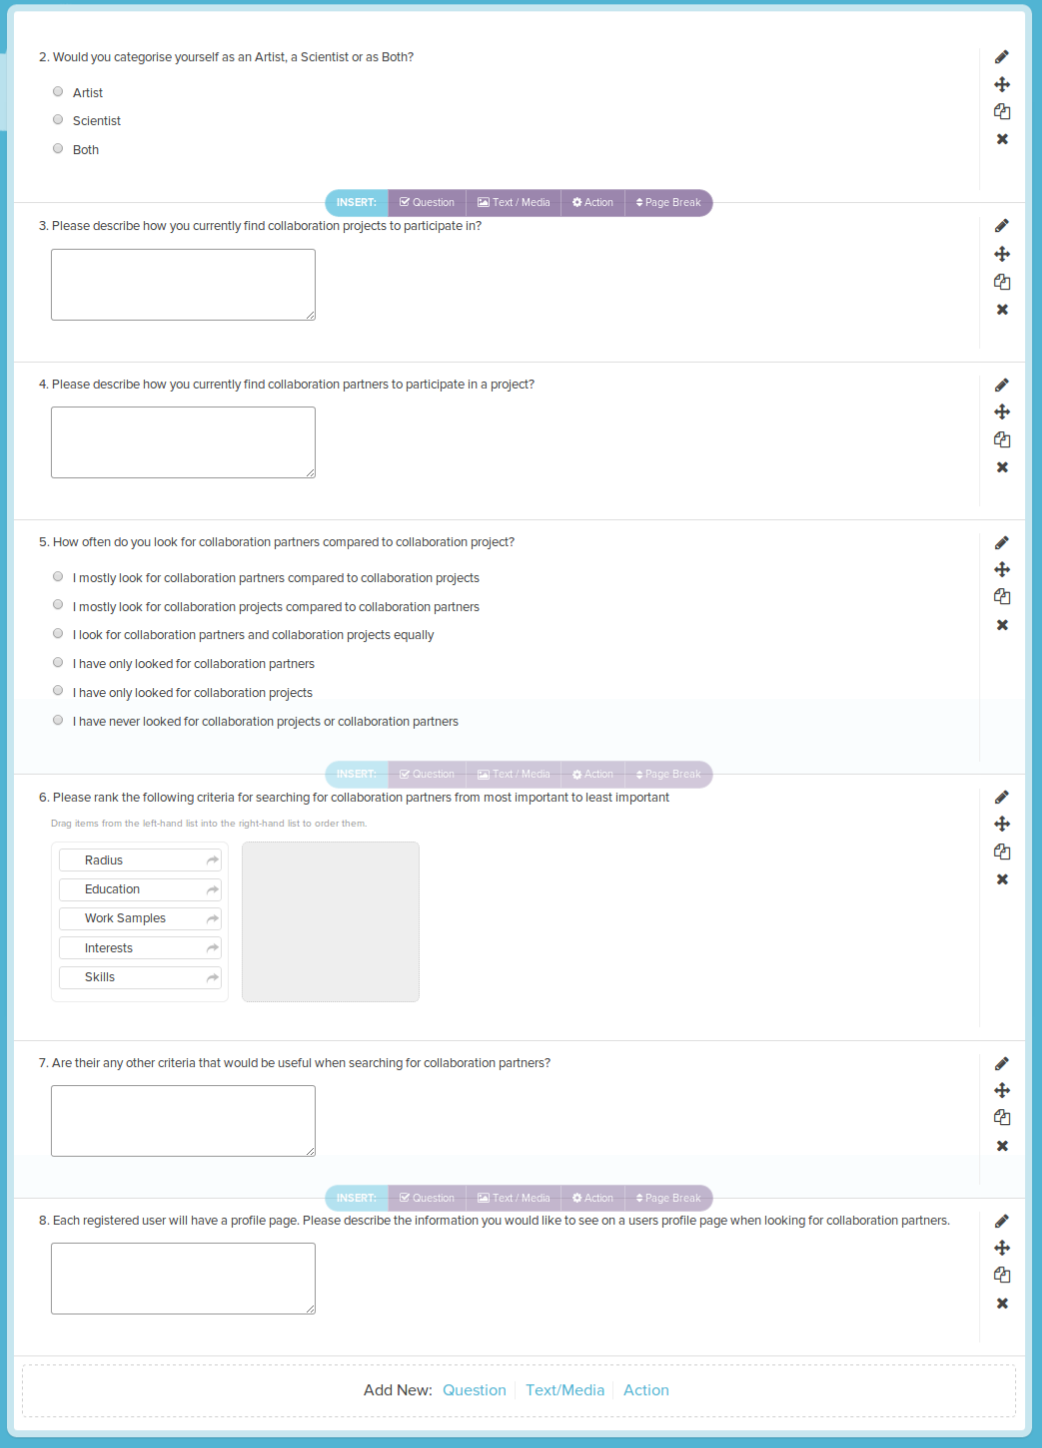 2. Would you categorise yourself as an Artist, a Scientist or as Both?
Artist
Scientist
Both
INSERT: Question Text / Media Action Page Break
3. Please describe how you currently find collaboration projects to participate in?
4. Please describe how you currently find collaboration partners to participate in a project?
5. How often do you look for collaboration partners compared to collaboration project?
I mostly look for collaboration partners compared to collaboration projects
I mostly look for collaboration projects compared to collaboration partners
I look for collaboration partners and collaboration projects equally
I have only looked for collaboration partners
I have only looked for collaboration projects
I have never looked for collaboration projects or collaboration partners
INSERT: Question Text / Media Action Page Break
6. Please rank the following criteria for searching for collaboration partners from most important to least important
Drag items from the left-hand list into the right-hand list to order them.
Radius
Education
Work Samples
Interests
Skills
7. Are their any other criteria that would be useful when searching for collaboration partners?
INSERT: Question Text / Media Action Page Break
8. Each registered user will have a profile page. Please describe the information you would like to see on a users profile page when looking for collaboration partners.
Add New: Question Text/Media Action